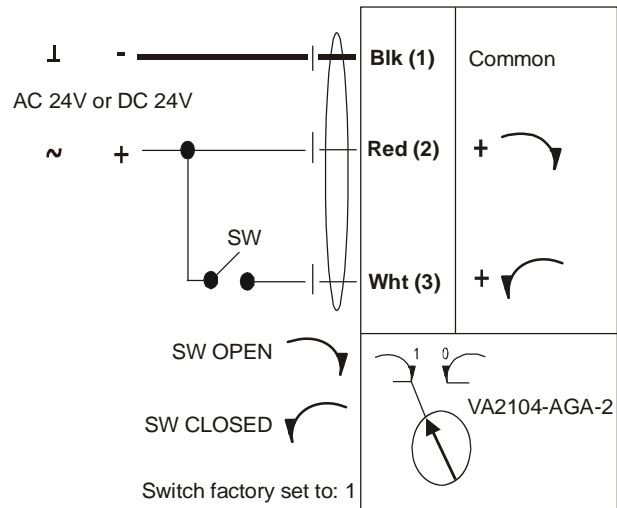 ⊥ - Blk (1) Common
AC 24V or DC 24V
~ + Red (2) +
SW
Wht (3) +
SW OPEN
1 0
VA2104-AGA-2
SW CLOSED
Switch factory set to: 1